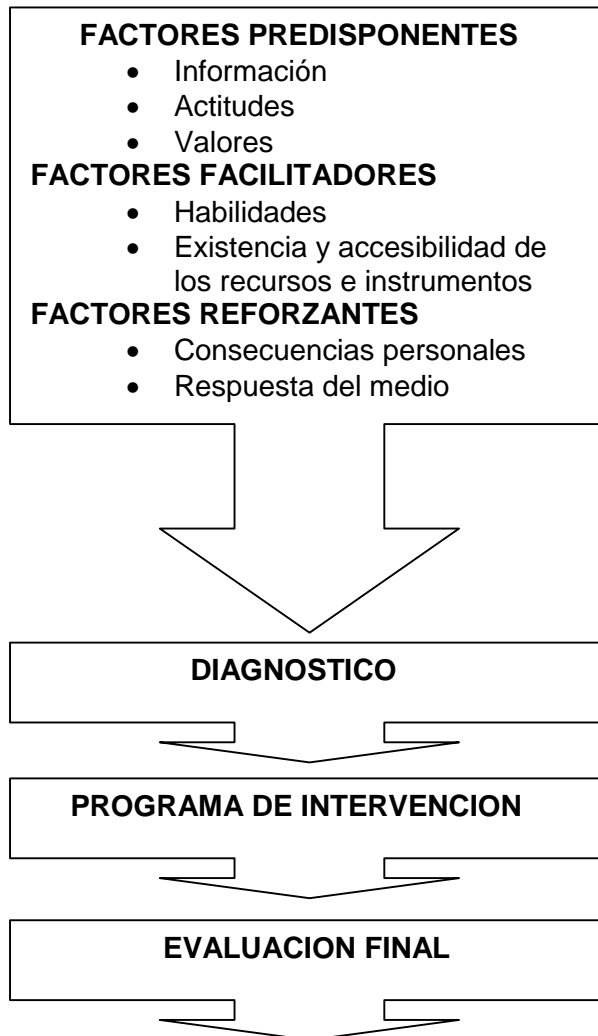 FACTORES PREDISPONENTES
• Información
• Actitudes
• Valores
FACTORES FACILITADORES
• Habilidades
• Existencia y accesibilidad de
los recursos e instrumentos
FACTORES REFORZANTES
• Consecuencias personales
• Respuesta del medio
DIAGNOSTICO
PROGRAMA DE INTERVENCION
EVALUACION FINAL